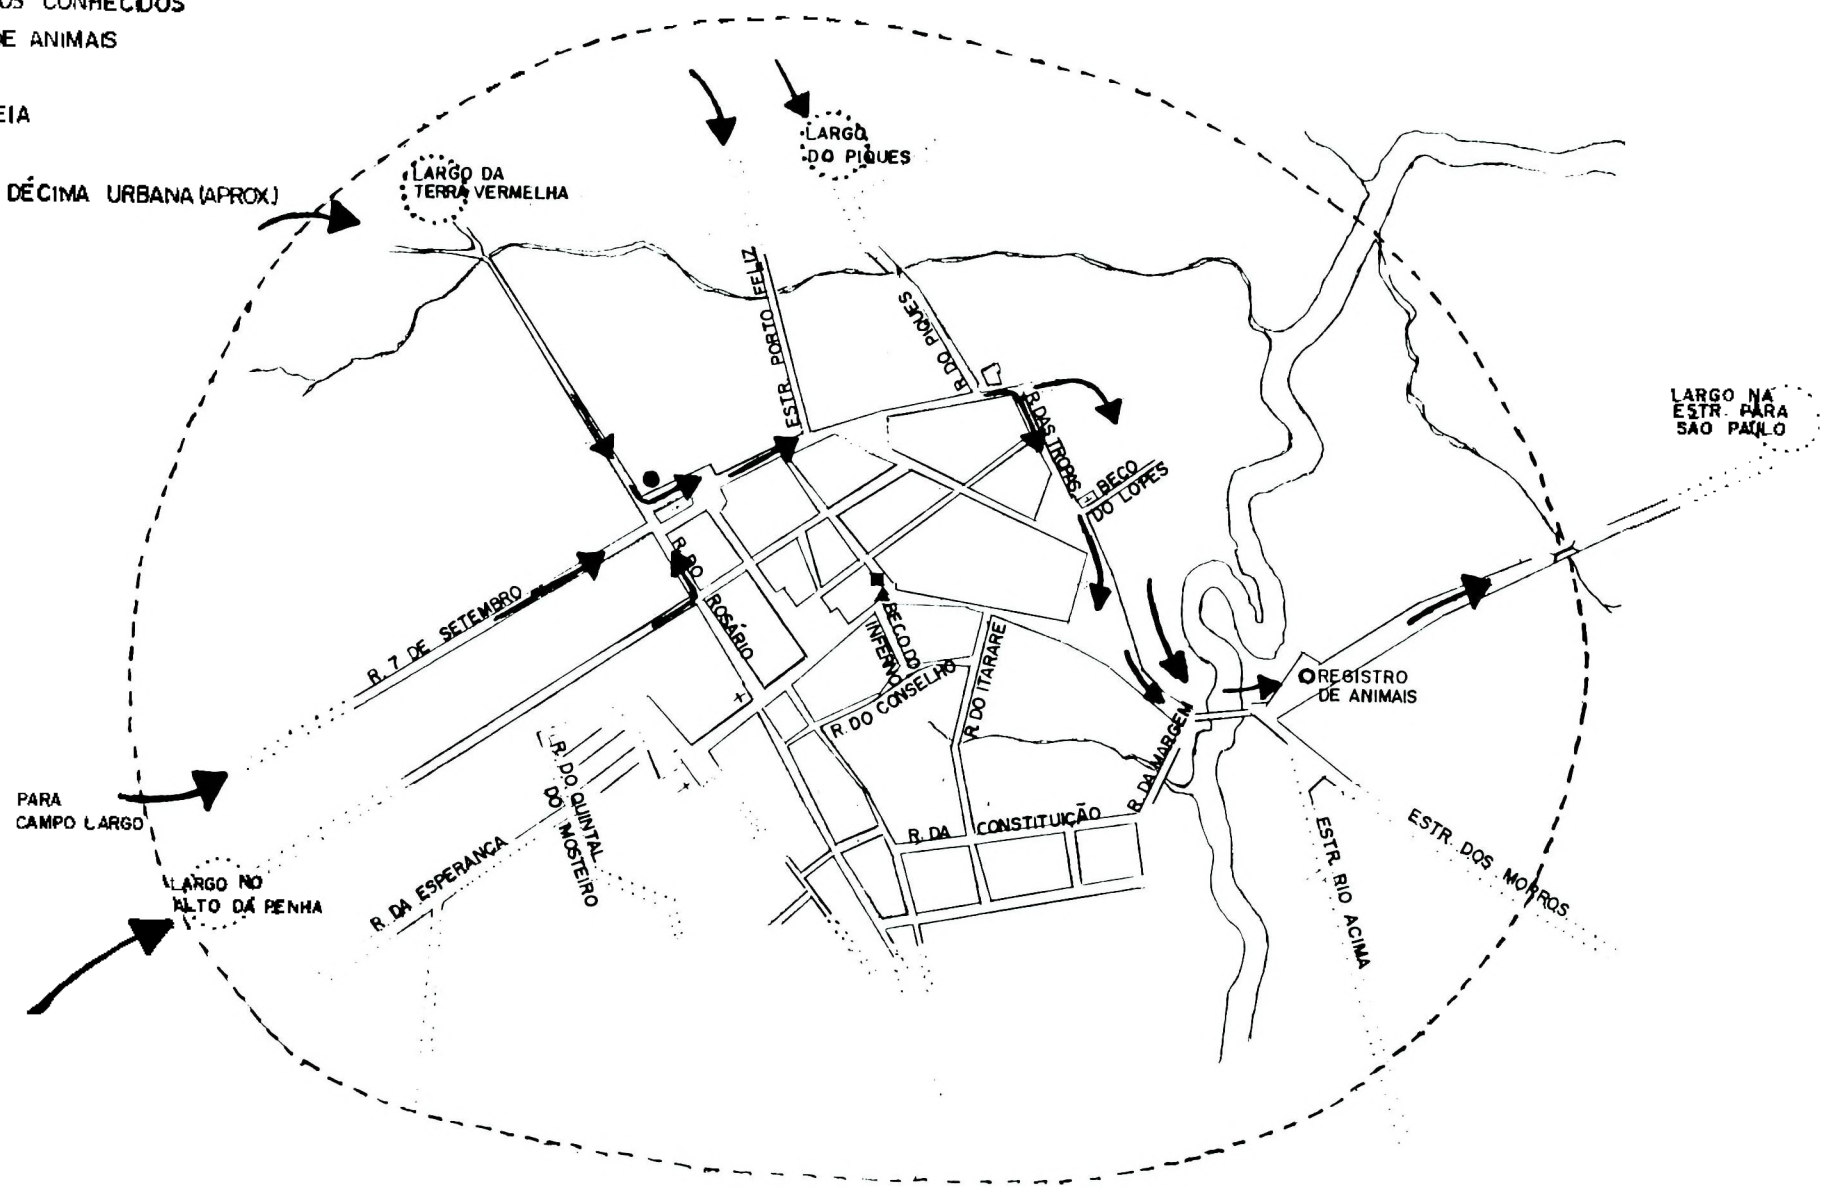 OS CONHECIDOS
DE ANIMAIS
EIA
DÉCIMA URBANA (APROX.)
LARGO DA
TERRA VERMELHA
LARGO
DO PIQUES
ESTR. PORTO FELIZ
R. DO PIQUES
R. DAS TROPAS
BECO
DO LOPES
LARGO NA
ESTR. PARA
SÃO PAULO
R. DO ROSÁRIO
R. 7 DE SETEMBRO
BECO DO
INFERNO
R. DO CONSELHO
R. DO ITARARE
REGISTRO
DE ANIMAIS
R. DA MARGEM
R. DO QUINTAL
DO MOSTEIRO
PARA
CAMPO LARGO
R. DA CONSTITUIÇÃO
R. DA ESPERANÇA
LARGO NO
ALTO DA PENHA
ESTR. RIO ACIMA
ESTR. DOS MORROS